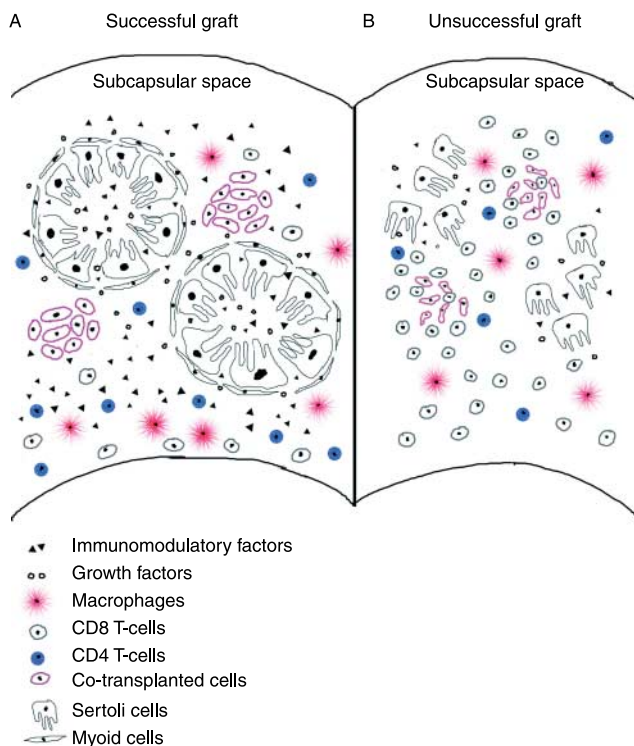 A Successful graft
B Unsuccessful graft
Subcapsular space
Subcapsular space
Immunomodulatory factors
Growth factors
Macrophages
CD8 T-cells
CD4 T-cells
Co-transplanted cells
Sertoli cells
Myoid cells